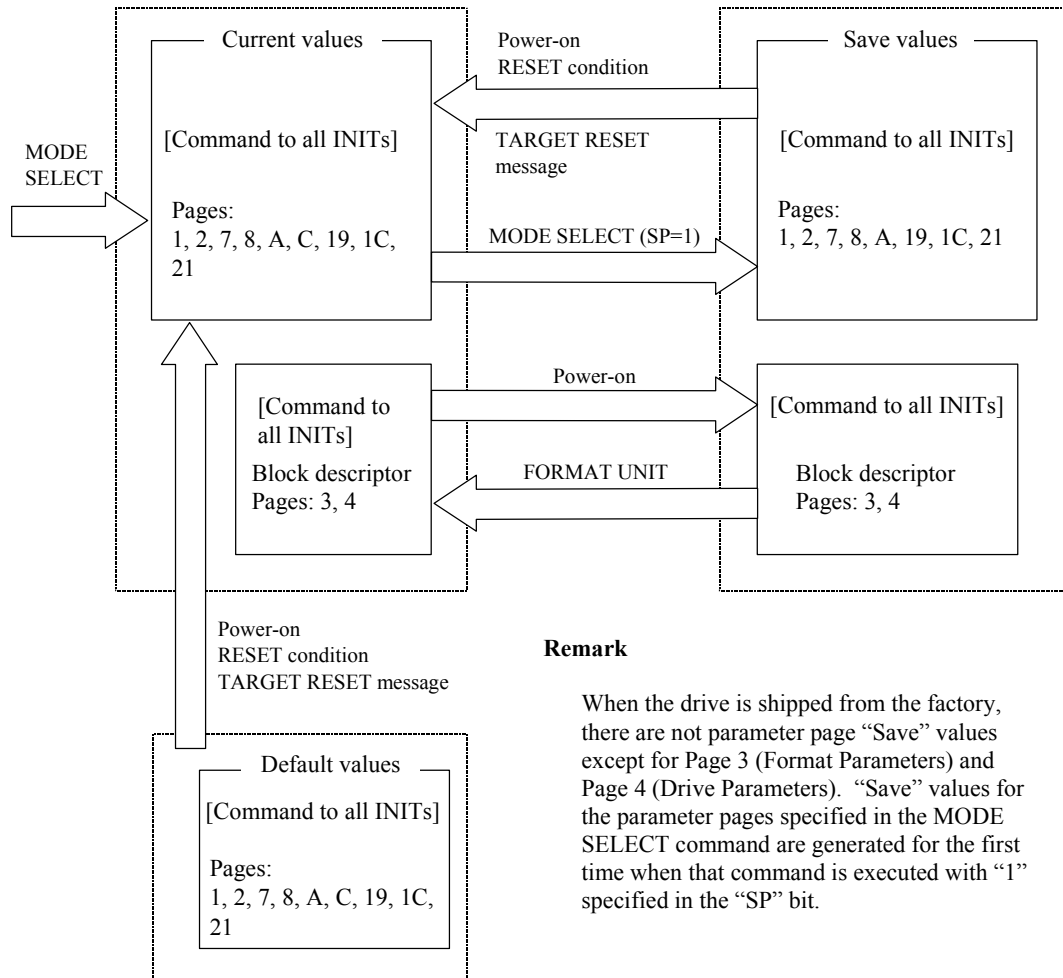 Current values
[Command to all INITs]
Pages:
1, 2, 7, 8, A, C, 19, 1C,
21
MODE
SELECT
Power-on
RESET condition
TARGET RESET
message
MODE SELECT (SP=1)
Save values
[Command to all INITs]
Pages:
1, 2, 7, 8, A, 19, 1C, 21
[Command to
all INITs]
Block descriptor
Pages: 3, 4
Power-on
FORMAT UNIT
[Command to all INITs]
Block descriptor
Pages: 3, 4
Power-on
RESET condition
TARGET RESET message
Default values
[Command to all INITs]
Pages:
1, 2, 7, 8, A, C, 19, 1C,
21
Remark
When the drive is shipped from the factory,
there are not parameter page “Save” values
except for Page 3 (Format Parameters) and
Page 4 (Drive Parameters). “Save” values for
the parameter pages specified in the MODE
SELECT command are generated for the first
time when that command is executed with “1”
specified in the “SP” bit.